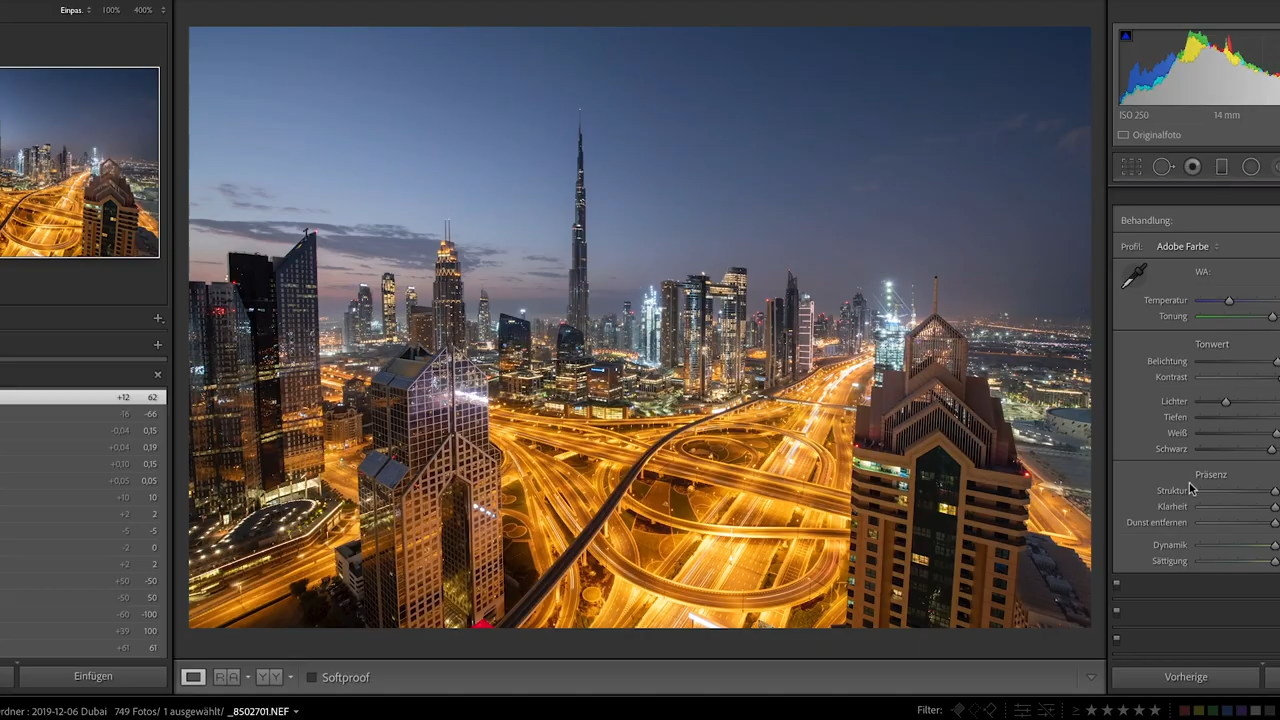 Einpas. 100% 400%
+12 62
-16 -66
-0,04 0,15
+0,04 0,19
+0,10 0,15
+0,05 0,05
+10 10
+2 2
-5 -5
-2 0
+2 2
+50 -50
-50 50
-60 -100
+39 100
+61 61
Einfügen
Softproof
ISO 250 14 mm
Originalfoto
Behandlung:
Profil: Adobe Farbe
WA:
Temperatur
Tonung
Tonwert
Belichtung
Kontrast
Lichter
Tiefen
Weiß
Schwarz
Präsenz
Struktur
Klarheit
Dunst entfernen
Dynamik
Sättigung
Vorherige
rdner : 2019-12-06 Dubai 749 Fotos/ 1 ausgewählt/ _8502701.NEF
Filter: